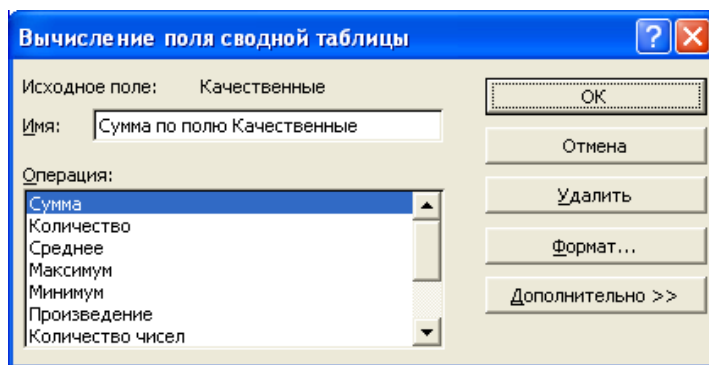 Вычисление поля сводной таблицы
Исходное поле: Качественные
Имя: Сумма по полю Качественные
Операция:
Сумма
Количество
Среднее
Максимум
Минимум
Произведение
Количество чисел
ОК
Отмена
Удалить
Формат...
Дополнительно >>